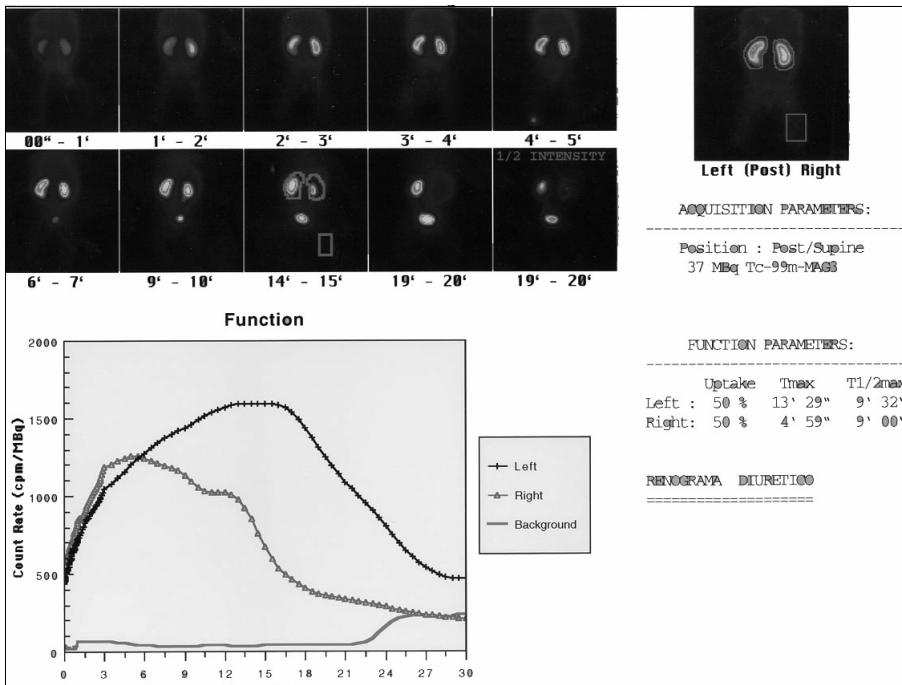 00" - 1' 1' - 2' 2' - 3' 3' - 4' 4' - 5'
1/2 INTENSITY
6' - 7' 9' - 10' 14' - 15' 19' - 20' 19' - 20'
Left (Post) Right
ACQUISITION PARAMETERS:
Position : Post/Supine
37 MBq Tc-99m-MAG3
FUNCTION PARAMETERS:
Uptake Tmax T1/2max
Left : 50 % 13' 29" 9' 32'
Right: 50 % 4' 59" 9' 00'
RENOGRAMA DIURETICO
Function
Count Rate (cpm/MBq)
2000
1500
1000
500
0
0 3 6 9 12 15 18 21 24 27 30
Left
Right
Background